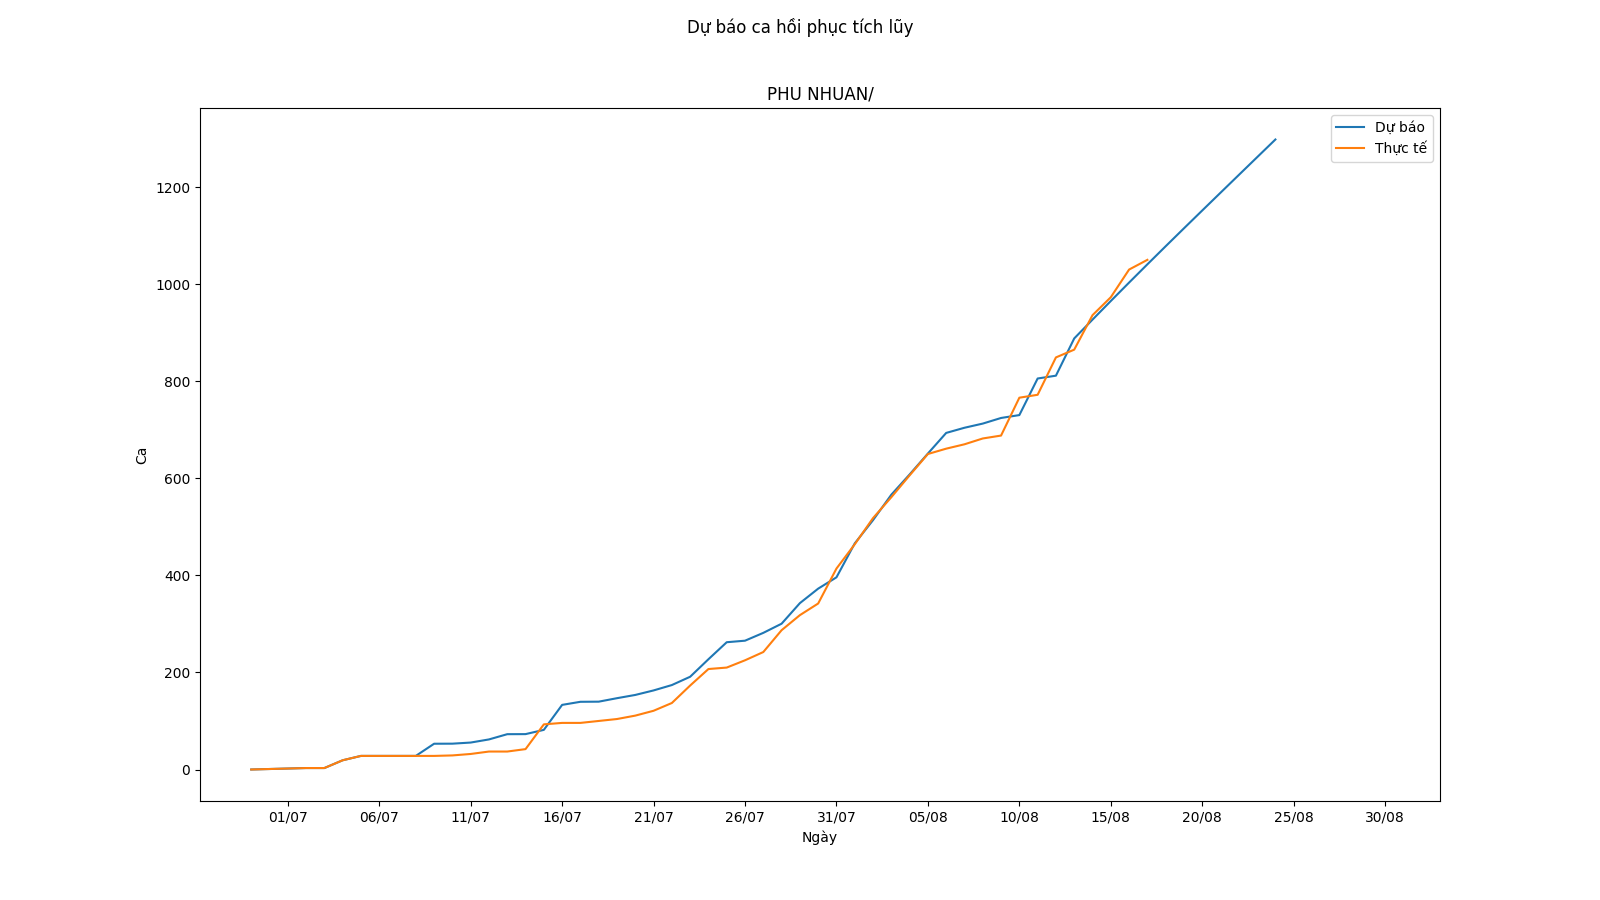 Dự báo ca hồi phục tích lũy
PHU NHUAN/
Dự báo
Thực tế
1200
1000
800
600
400
200
0
Ca
01/07 06/07 11/07 16/07 21/07 26/07 31/07 05/08 10/08 15/08 20/08 25/08 30/08
Ngày